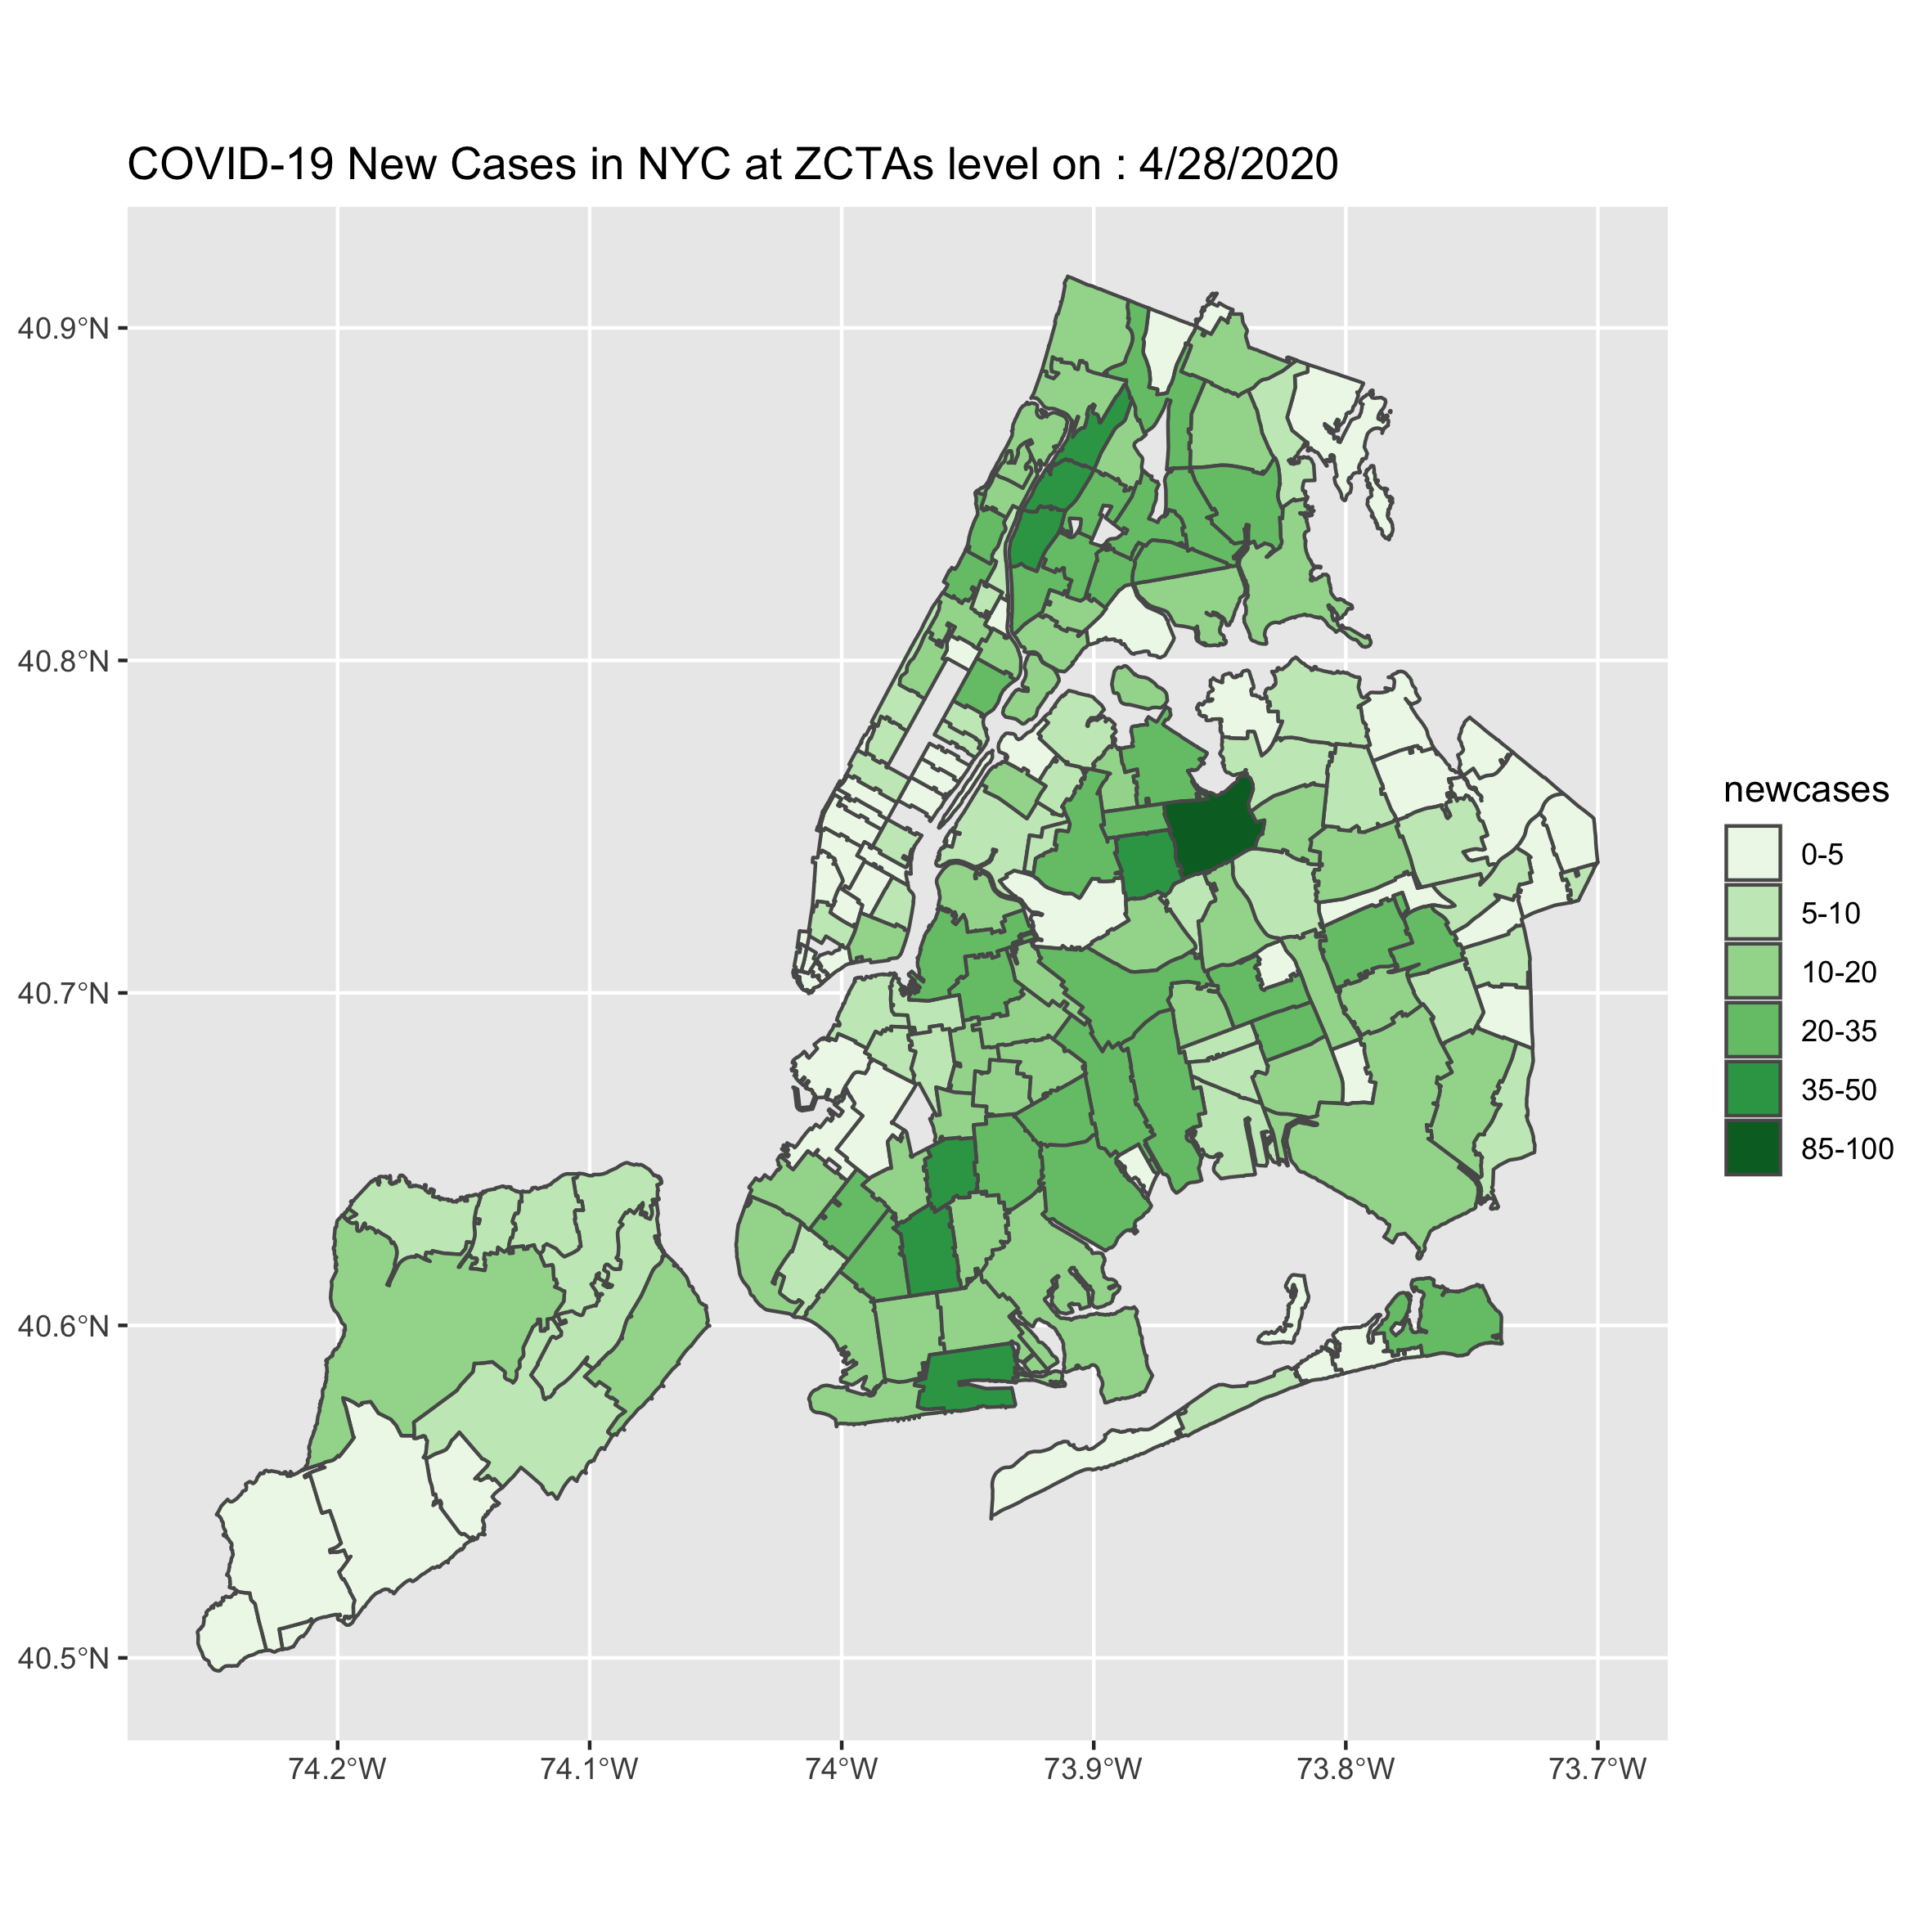 COVID-19 New Cases in NYC at ZCTAs level on : 4/28/2020
40.9°N
40.8°N
40.7°N
40.6°N
40.5°N
74.2°W
74.1°W
74°W
73.9°W
73.8°W
73.7°W
newcases
0-5
5-10
10-20
20-35
35-50
85-100